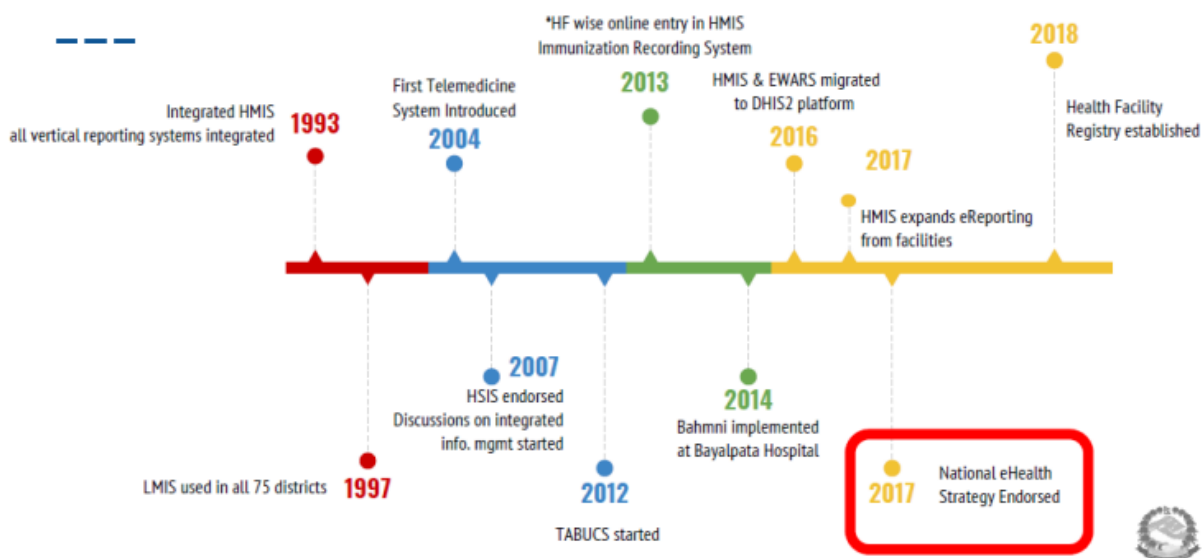 *HF wise online entry in HMIS
Immunization Recording System
2013
2018
First Telemedicine
System Introduced
2004
HMIS & EWARS migrated
to DHIS2 platform
2016
Integrated HMIS
all vertical reporting systems integrated
1993
Health Facility
Registry established
2017
HMIS expands eReporting
from facilities
2007
HSIS endorsed
Discussions on integrated
info. mgmt started
2014
Bahmni implemented
at Bayalpata Hospital
LMIS used in all 75 districts
1997
2012
TABUCS started
2017
National eHealth
Strategy Endorsed